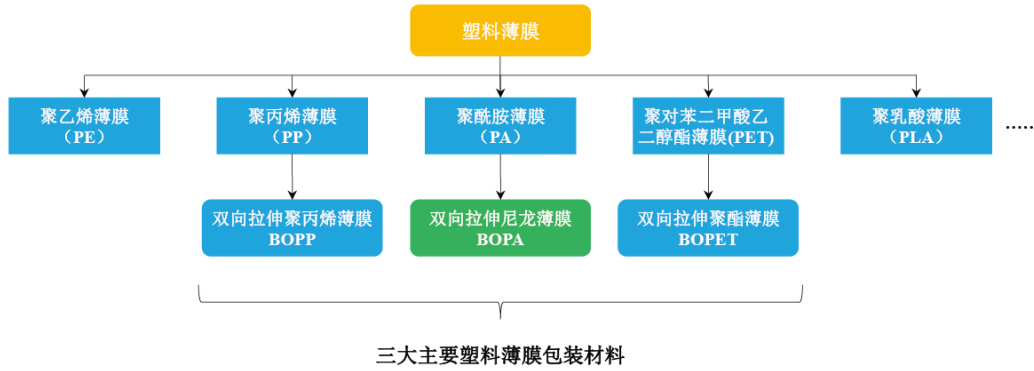 塑料薄膜
聚乙烯薄膜
（PE）
聚丙烯薄膜
（PP）
聚酰胺薄膜
（PA）
聚对苯二甲酸乙
二醇酯薄膜(PET)
聚乳酸薄膜
（PLA）
……
双向拉伸聚丙烯薄膜
BOPP
双向拉伸尼龙薄膜
BOPA
双向拉伸聚酯薄膜
BOPET
三大主要塑料薄膜包装材料